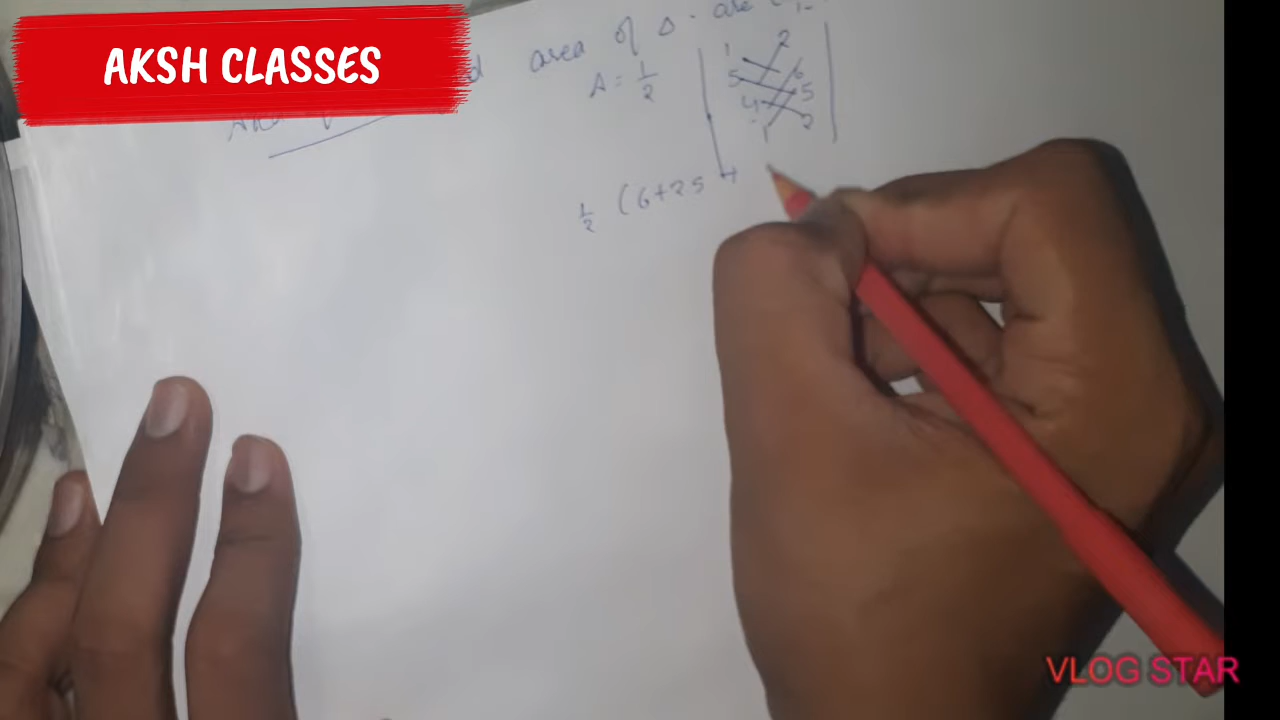 AKSH CLASSES
area of Δ. are
A = 1/2
1 2
5 6
4 5
1 2
1/2 (6+25 +
VLOG STAR